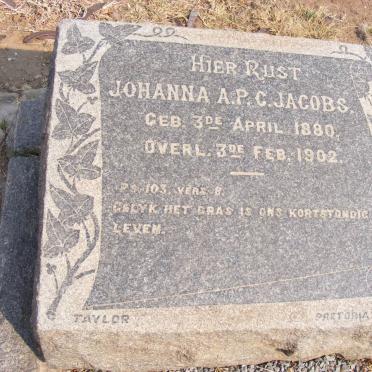 HIER RUST
JOHANNA A.P.C. JACOBS.
GEB. 3DE APRIL 1880.
OVERL. 3DE FEB. 1902.
PS. 103. VERS 8.
GELYK HET GRAS IS ONS KORTSTONDIG
LEVEN.
TAYLOR PRETORIA